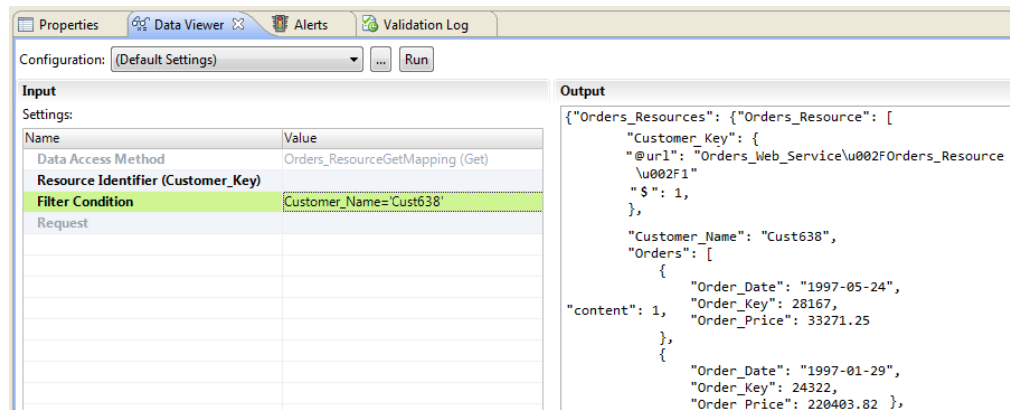 Properties Data Viewer Alerts Validation Log
Configuration: (Default Settings) ... Run
Input
Settings:
Name Value
Data Access Method Orders_ResourceGetMapping (Get)
Resource Identifier (Customer_Key)
Filter Condition Customer_Name='Cust638'
Request
Output
{"Orders_Resources": {"Orders_Resource": [
"Customer_Key": {
"@url": "Orders_Web_Service\u002FOrders_Resource
\u002F1"
"$": 1,
},
"Customer_Name": "Cust638",
"Orders": [
{
"Order_Date": "1997-05-24",
"content": 1, "Order_Key": 28167,
"Order_Price": 33271.25
},
{
"Order_Date": "1997-01-29",
"Order_Key": 24322,
"Order_Price": 220403.82 },